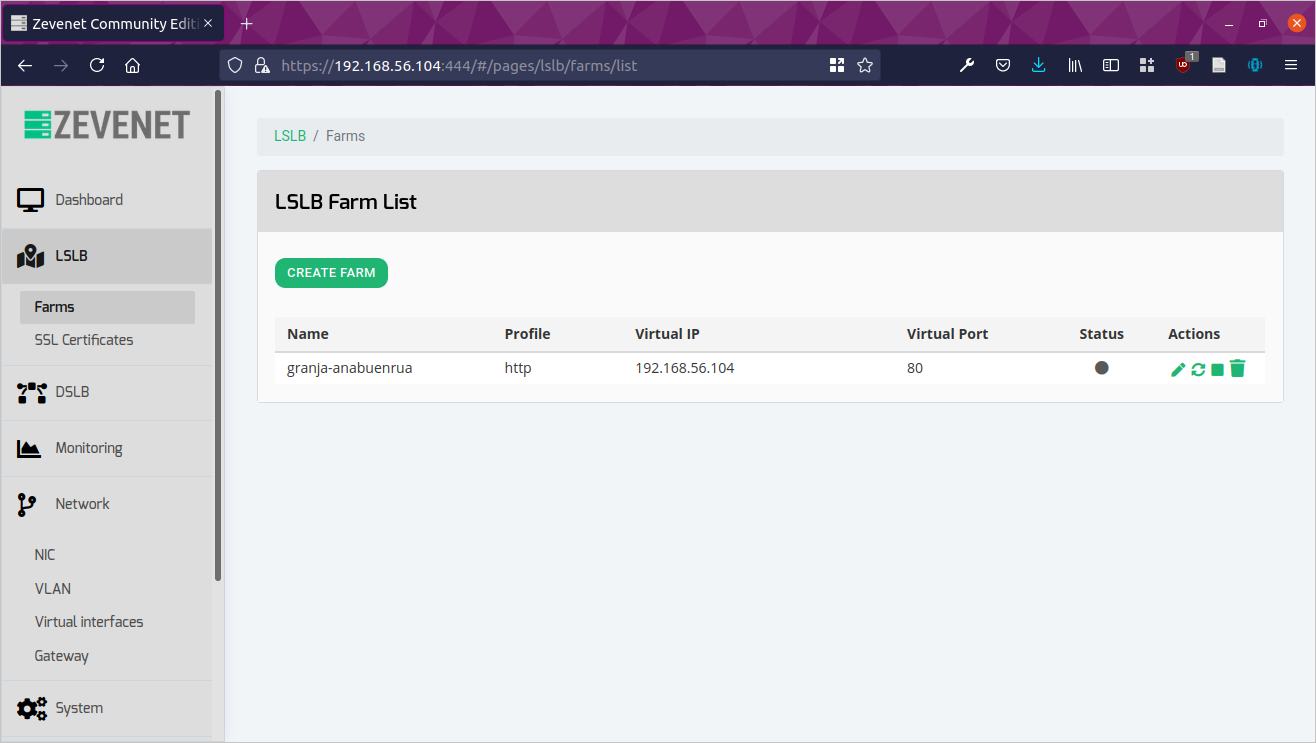 Zevenet Community Editi
https://192.168.56.104:444/#/pages/lslb/farms/list
1
ZEVENET
Dashboard
LSLB
Farms
SSL Certificates
DSLB
Monitoring
Network
NIC
VLAN
Virtual interfaces
Gateway
System
LSLB / Farms
LSLB Farm List
CREATE FARM
Name Profile Virtual IP Virtual Port Status Actions
granja-anabuenrua http 192.168.56.104 80